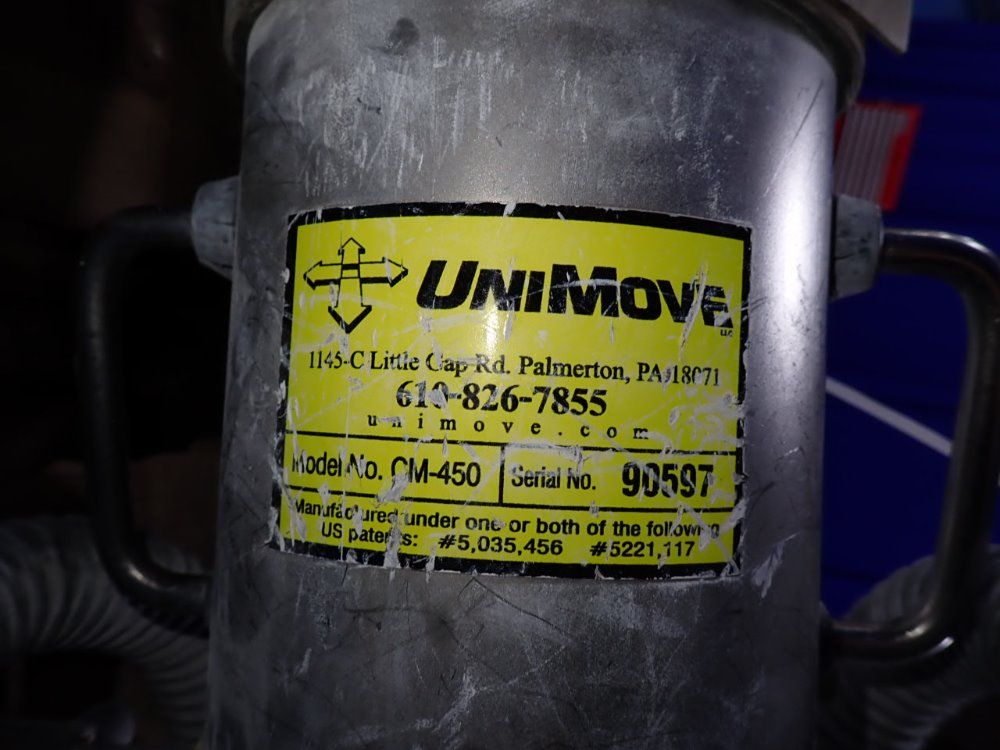 UNIMOVE
LLC
1145-C Little Gap Rd. Palmerton, PA 18071
610-826-7855
unimove.com
Model No. CM-450
Serial No. 90597
Manufactured under one or both of the following
US patents: #5,035,456 #5221,117